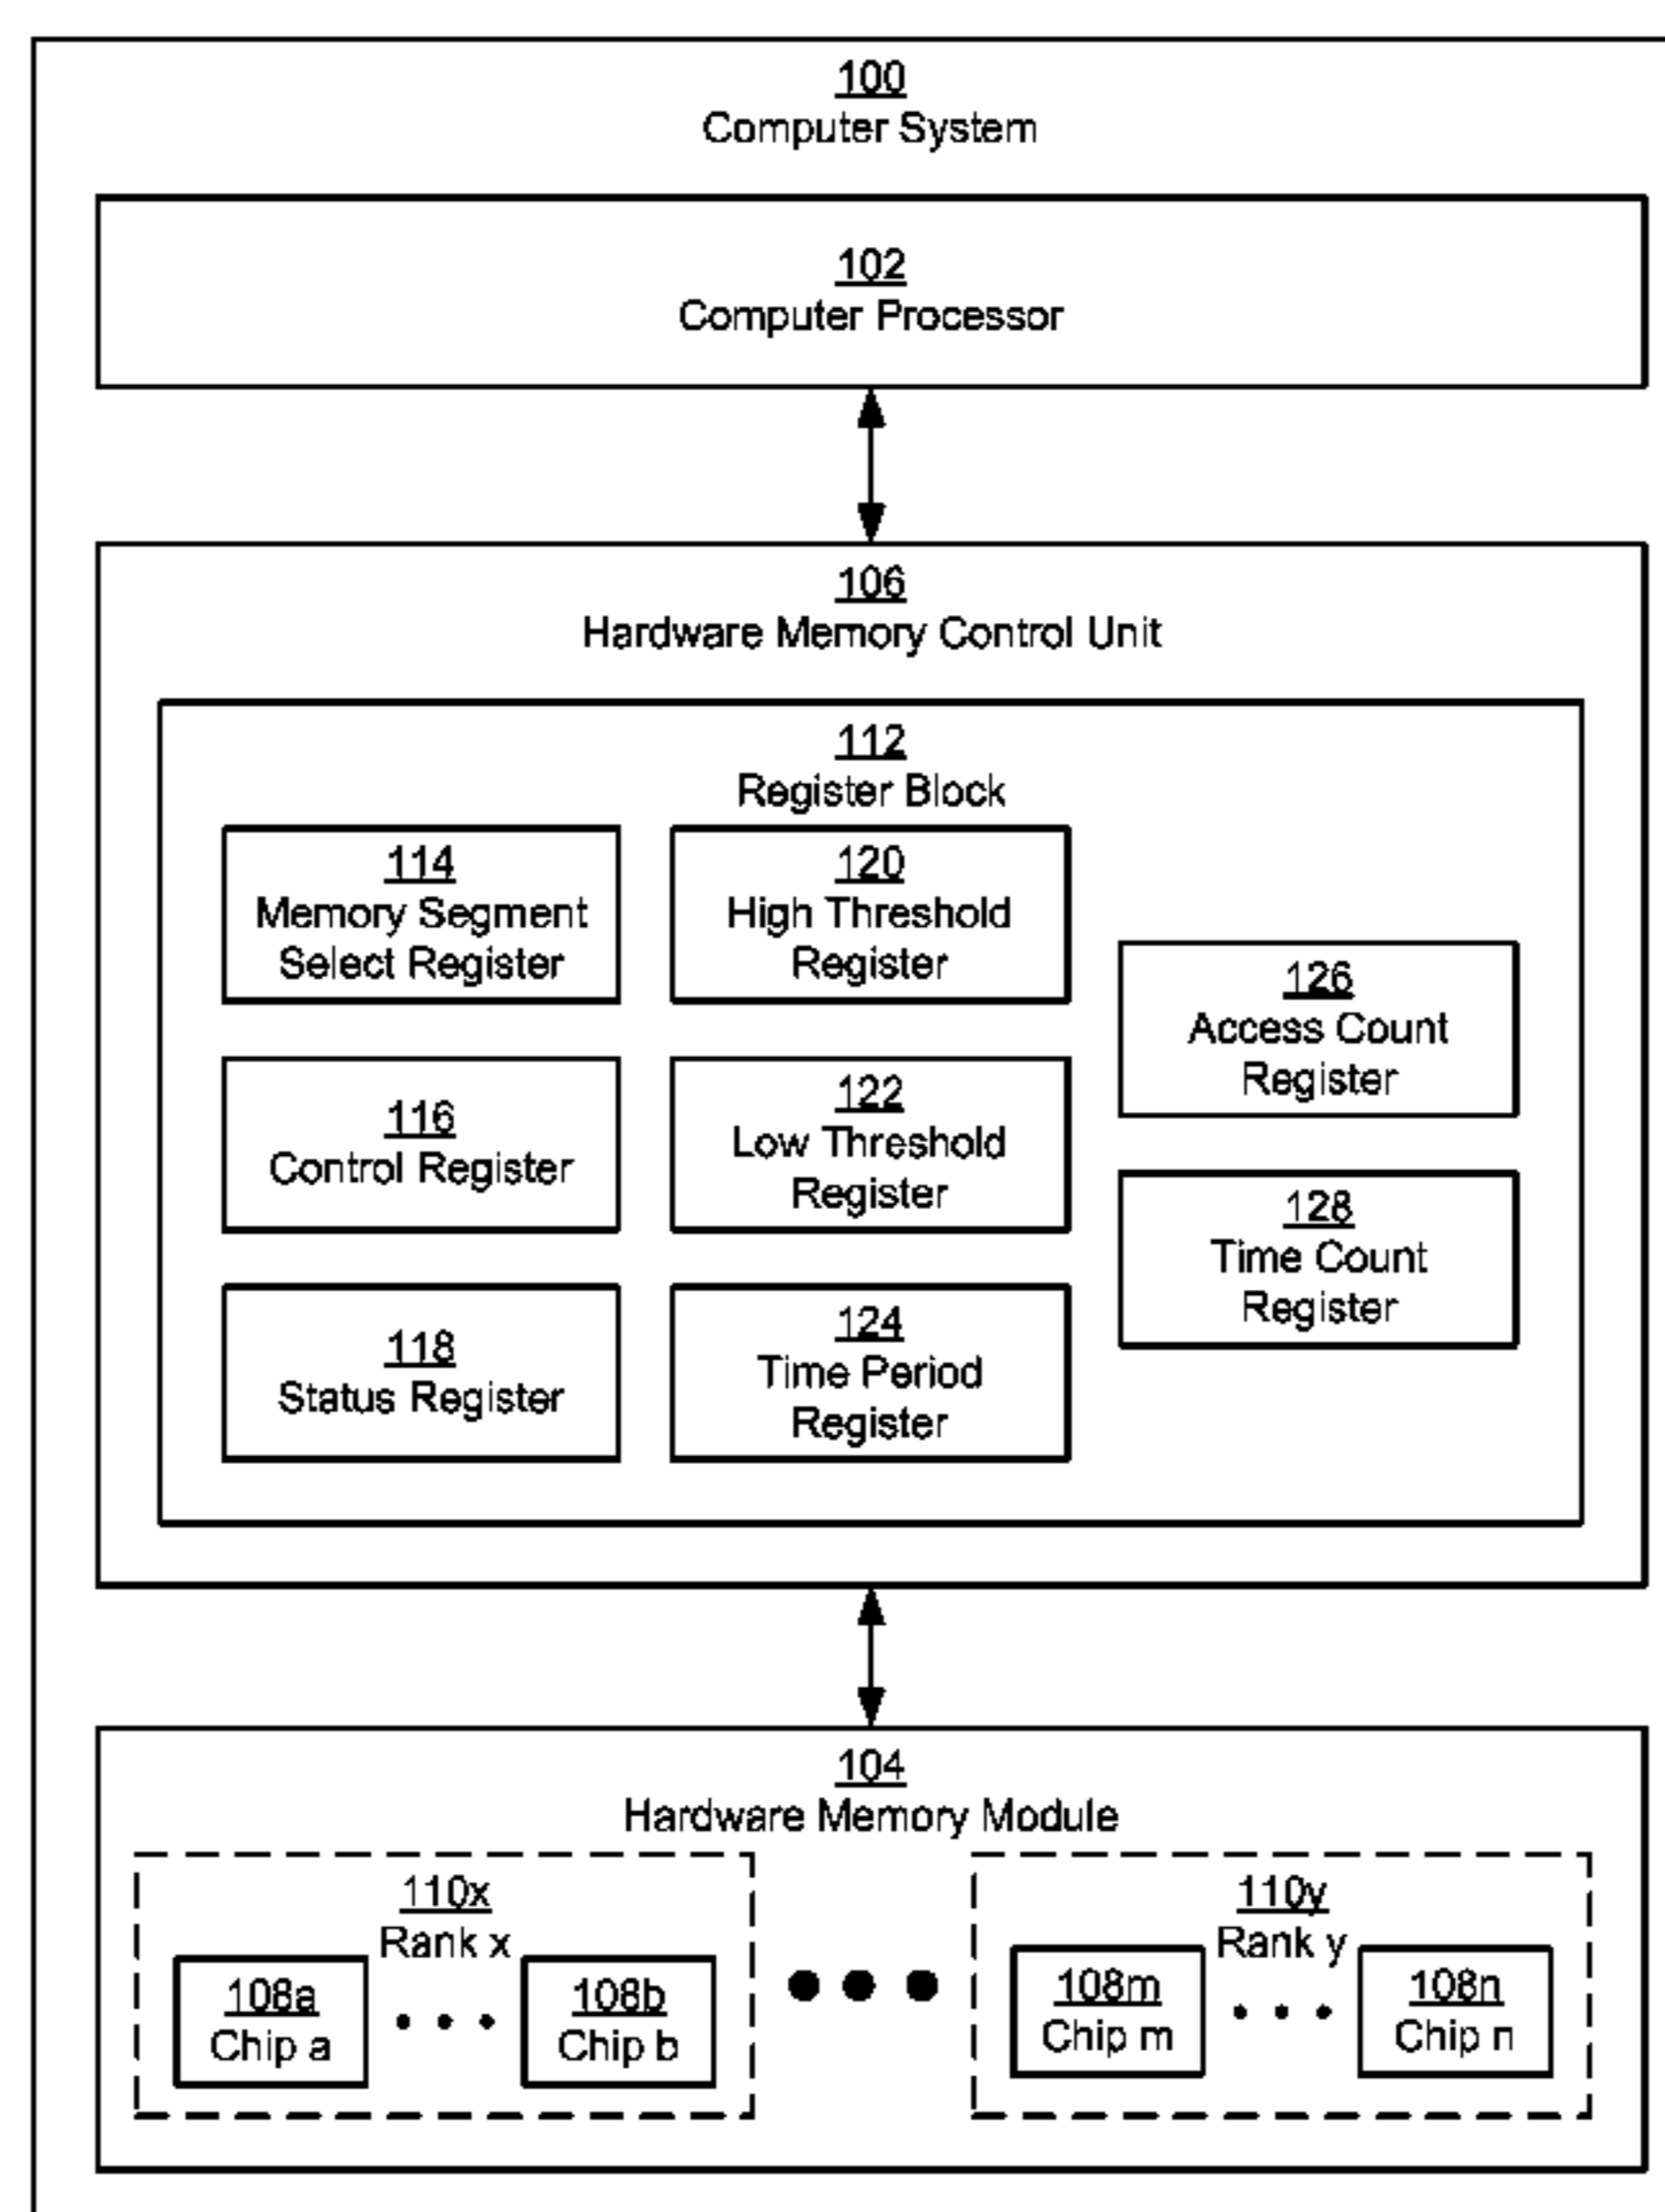 100
Computer System
102
Computer Processor
106
Hardware Memory Control Unit
112
Register Block
114
Memory Segment
Select Register
116
Control Register
118
Status Register
120
High Threshold
Register
122
Low Threshold
Register
124
Time Period
Register
126
Access Count
Register
128
Time Count
Register
104
Hardware Memory Module
110x
Rank x
108a
Chip a
108b
Chip b
110y
Rank y
108m
Chip m
108n
Chip n